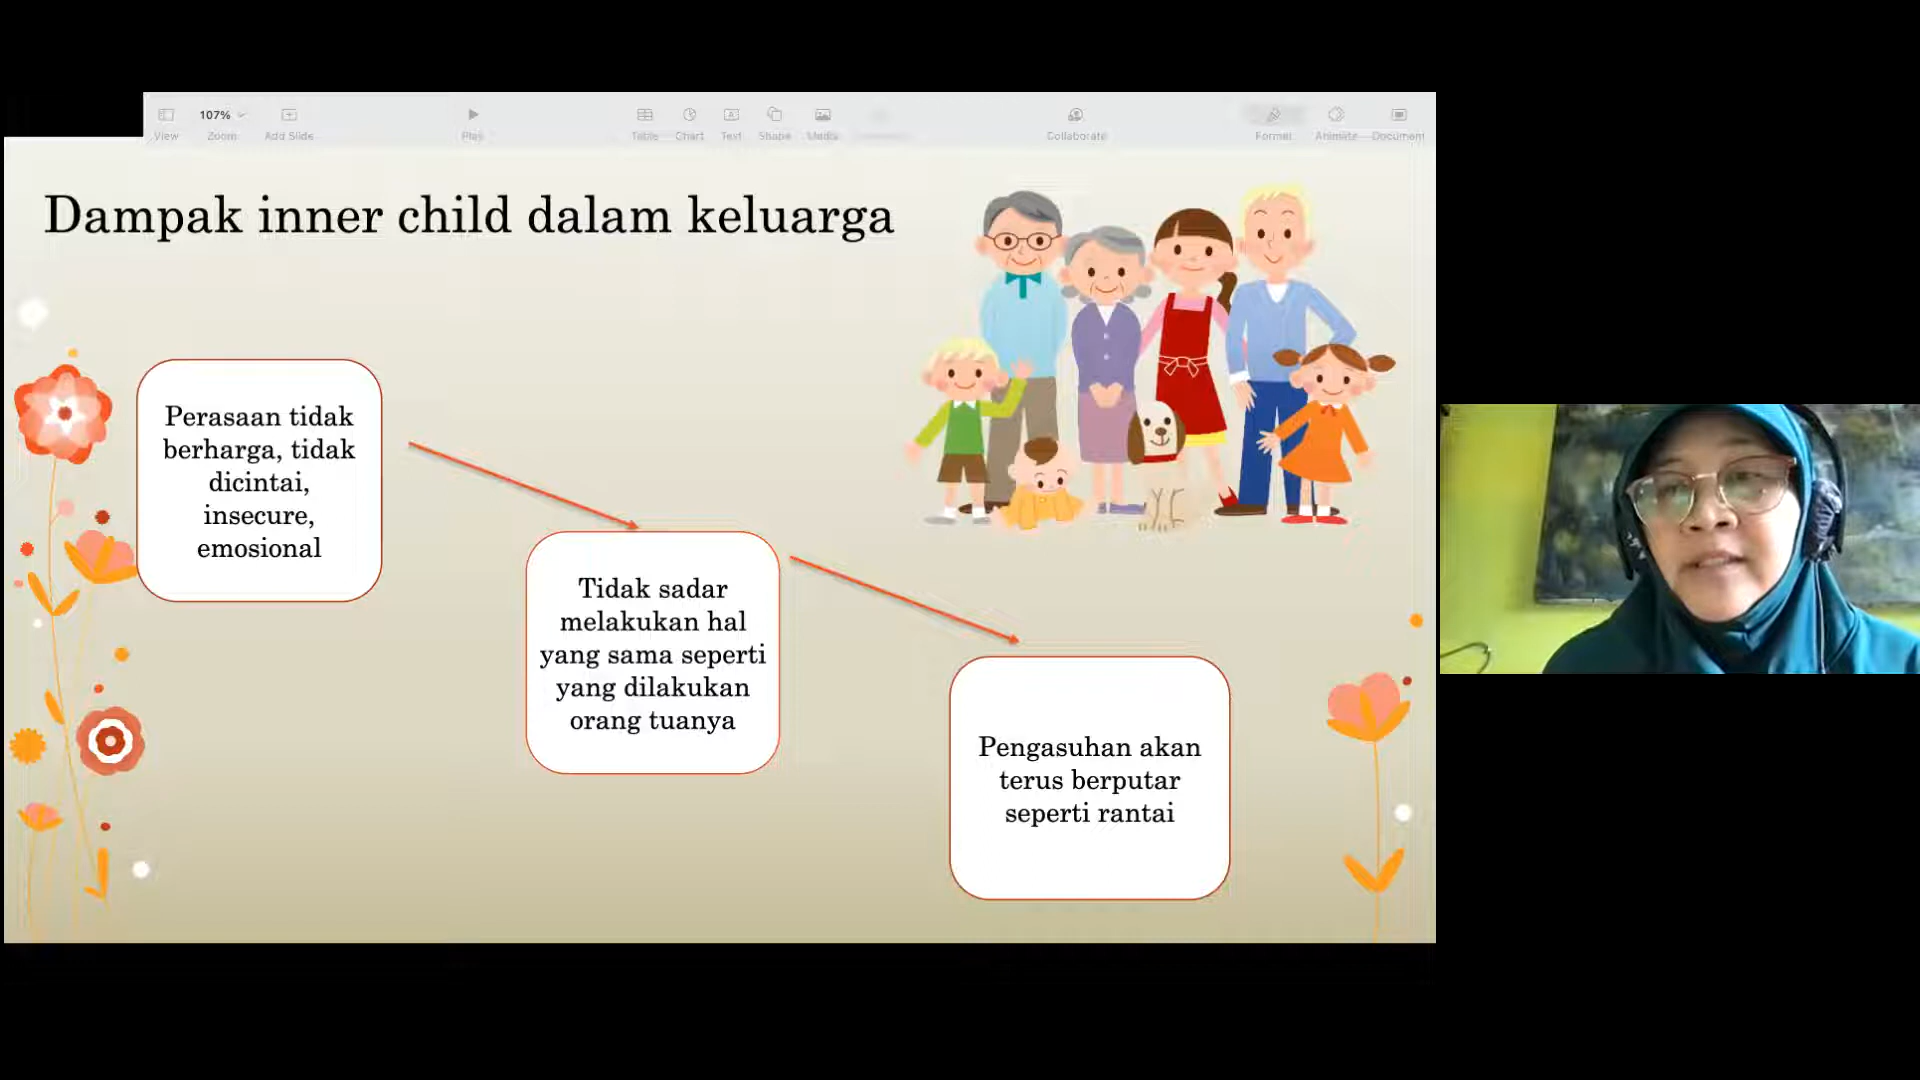 107%
View
Zoom
Add Slide
Play
Table
Chart
Text
Shape
Media
Collaborate
Format
Animate
Document
Dampak inner child dalam keluarga
Perasaan tidak
berharga, tidak
dicintai,
insecure,
emosional
Tidak sadar
melakukan hal
yang sama seperti
yang dilakukan
orang tuanya
Pengasuhan akan
terus berputar
seperti rantai